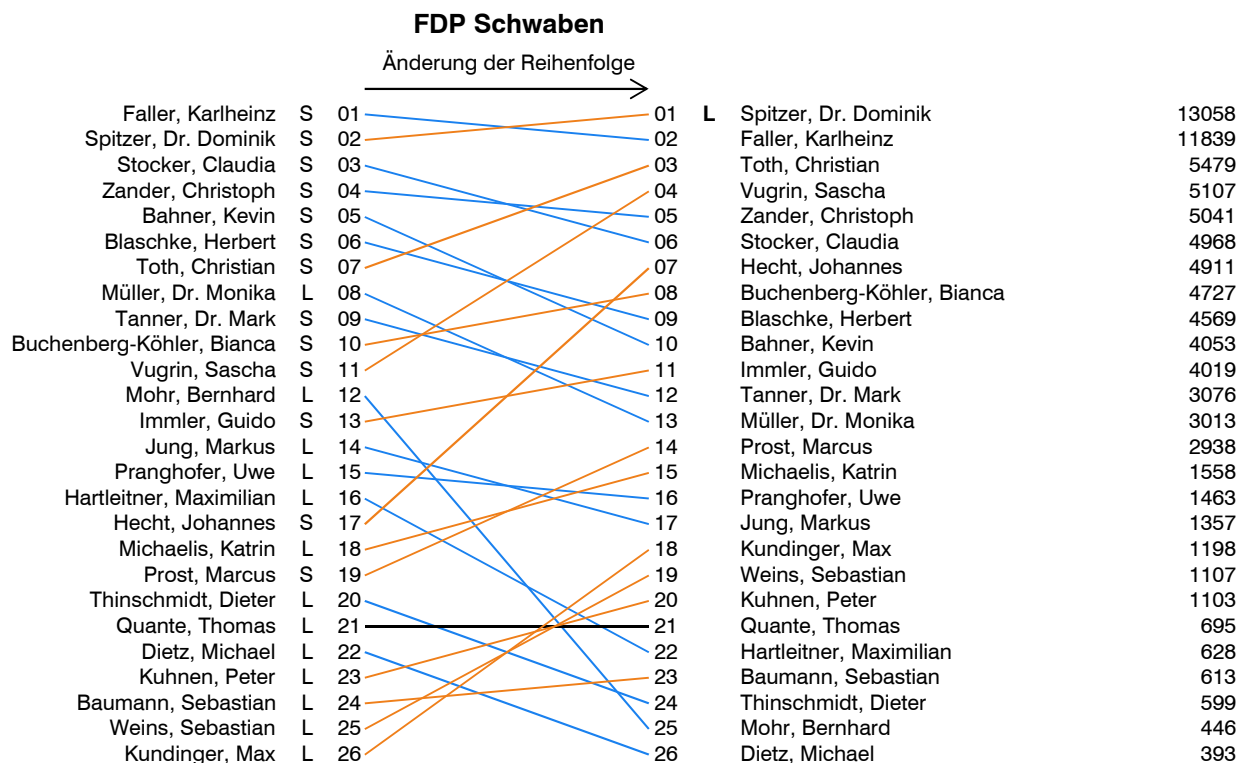 FDP Schwaben
Änderung der Reihenfolge
Faller, Karlheinz S 01 01 L Spitzer, Dr. Dominik 13058
Spitzer, Dr. Dominik S 02 02 Faller, Karlheinz 11839
Stocker, Claudia S 03 03 Toth, Christian 5479
Zander, Christoph S 04 04 Vugrin, Sascha 5107
Bahner, Kevin S 05 05 Zander, Christoph 5041
Blaschke, Herbert S 06 06 Stocker, Claudia 4968
Toth, Christian S 07 07 Hecht, Johannes 4911
Müller, Dr. Monika L 08 08 Buchenberg-Köhler, Bianca 4727
Tanner, Dr. Mark S 09 09 Blaschke, Herbert 4569
Buchenberg-Köhler, Bianca S 10 10 Bahner, Kevin 4053
Vugrin, Sascha S 11 11 Immler, Guido 4019
Mohr, Bernhard L 12 12 Tanner, Dr. Mark 3076
Immler, Guido S 13 13 Müller, Dr. Monika 3013
Jung, Markus L 14 14 Prost, Marcus 2938
Pranghofer, Uwe L 15 15 Michaelis, Katrin 1558
Hartleitner, Maximilian L 16 16 Pranghofer, Uwe 1463
Hecht, Johannes S 17 17 Jung, Markus 1357
Michaelis, Katrin L 18 18 Kundinger, Max 1198
Prost, Marcus S 19 19 Weins, Sebastian 1107
Thinschmidt, Dieter L 20 20 Kuhnen, Peter 1103
Quante, Thomas L 21 21 Quante, Thomas 695
Dietz, Michael L 22 22 Hartleitner, Maximilian 628
Kuhnen, Peter L 23 23 Baumann, Sebastian 613
Baumann, Sebastian L 24 24 Thinschmidt, Dieter 599
Weins, Sebastian L 25 25 Mohr, Bernhard 446
Kundinger, Max L 26 26 Dietz, Michael 393